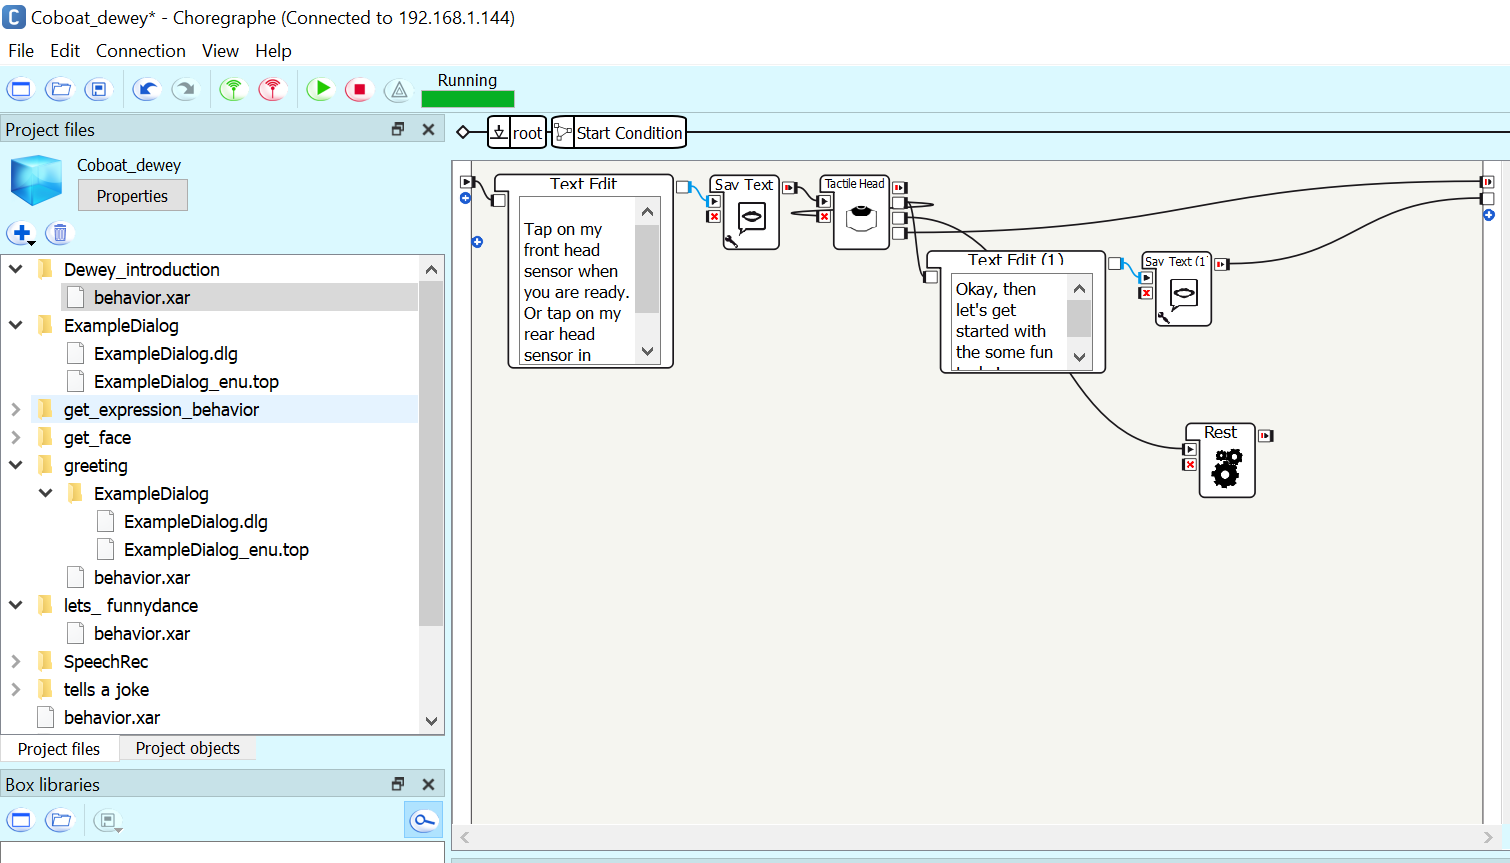 Coboat_dewey* - Choregraphe (Connected to 192.168.1.144)
File Edit Connection View Help
Running
Project files
root
Start Condition
Coboat_dewey
Properties
Dewey_introduction
behavior.xar
ExampleDialog
ExampleDialog.dlg
ExampleDialog_enu.top
get_expression_behavior
get_face
greeting
ExampleDialog
ExampleDialog.dlg
ExampleDialog_enu.top
behavior.xar
lets_ funnydance
behavior.xar
SpeechRec
tells a joke
behavior.xar
Project files
Project objects
Box libraries
Text Edit
Tap on my
front head
sensor when
you are ready.
Or tap on my
rear head
sensor in
Say Text
Tactile Head
Text Edit (1)
Okay, then
let's get
started with
the some fun
Say Text (1
Rest